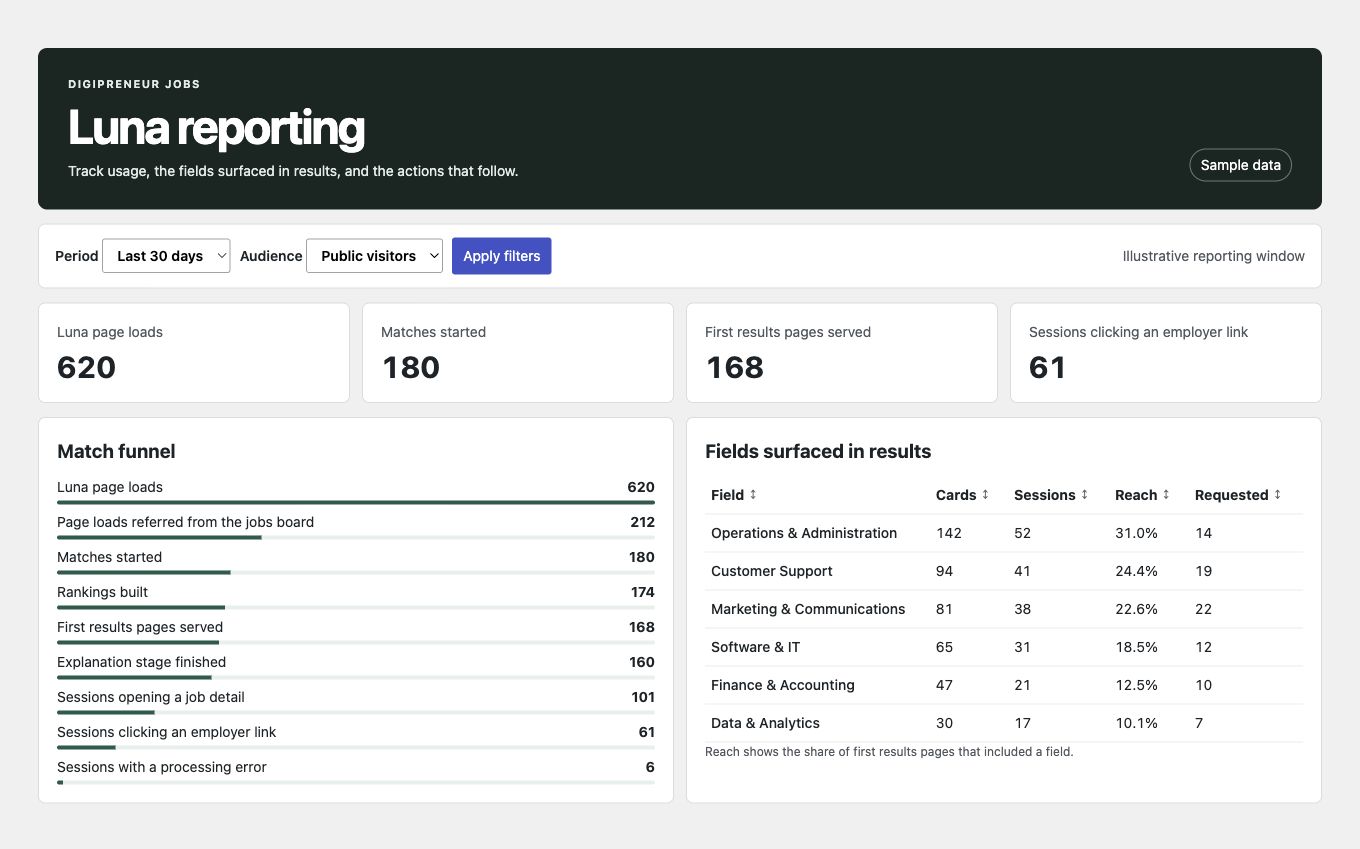 DIGIPRENEUR JOBS
Luna reporting
Track usage, the fields surfaced in results, and the actions that follow.
Sample data
Period Last 30 days Audience Public visitors Apply filters Illustrative reporting window
Luna page loads
620
Matches started
180
First results pages served
168
Sessions clicking an employer link
61
Match funnel
Luna page loads 620
Page loads referred from the jobs board 212
Matches started 180
Rankings built 174
First results pages served 168
Explanation stage finished 160
Sessions opening a job detail 101
Sessions clicking an employer link 61
Sessions with a processing error 6
Fields surfaced in results
Field ↕ Cards ↕ Sessions ↕ Reach ↕ Requested ↕
Operations & Administration 142 52 31.0% 14
Customer Support 94 41 24.4% 19
Marketing & Communications 81 38 22.6% 22
Software & IT 65 31 18.5% 12
Finance & Accounting 47 21 12.5% 10
Data & Analytics 30 17 10.1% 7
Reach shows the share of first results pages that included a field.